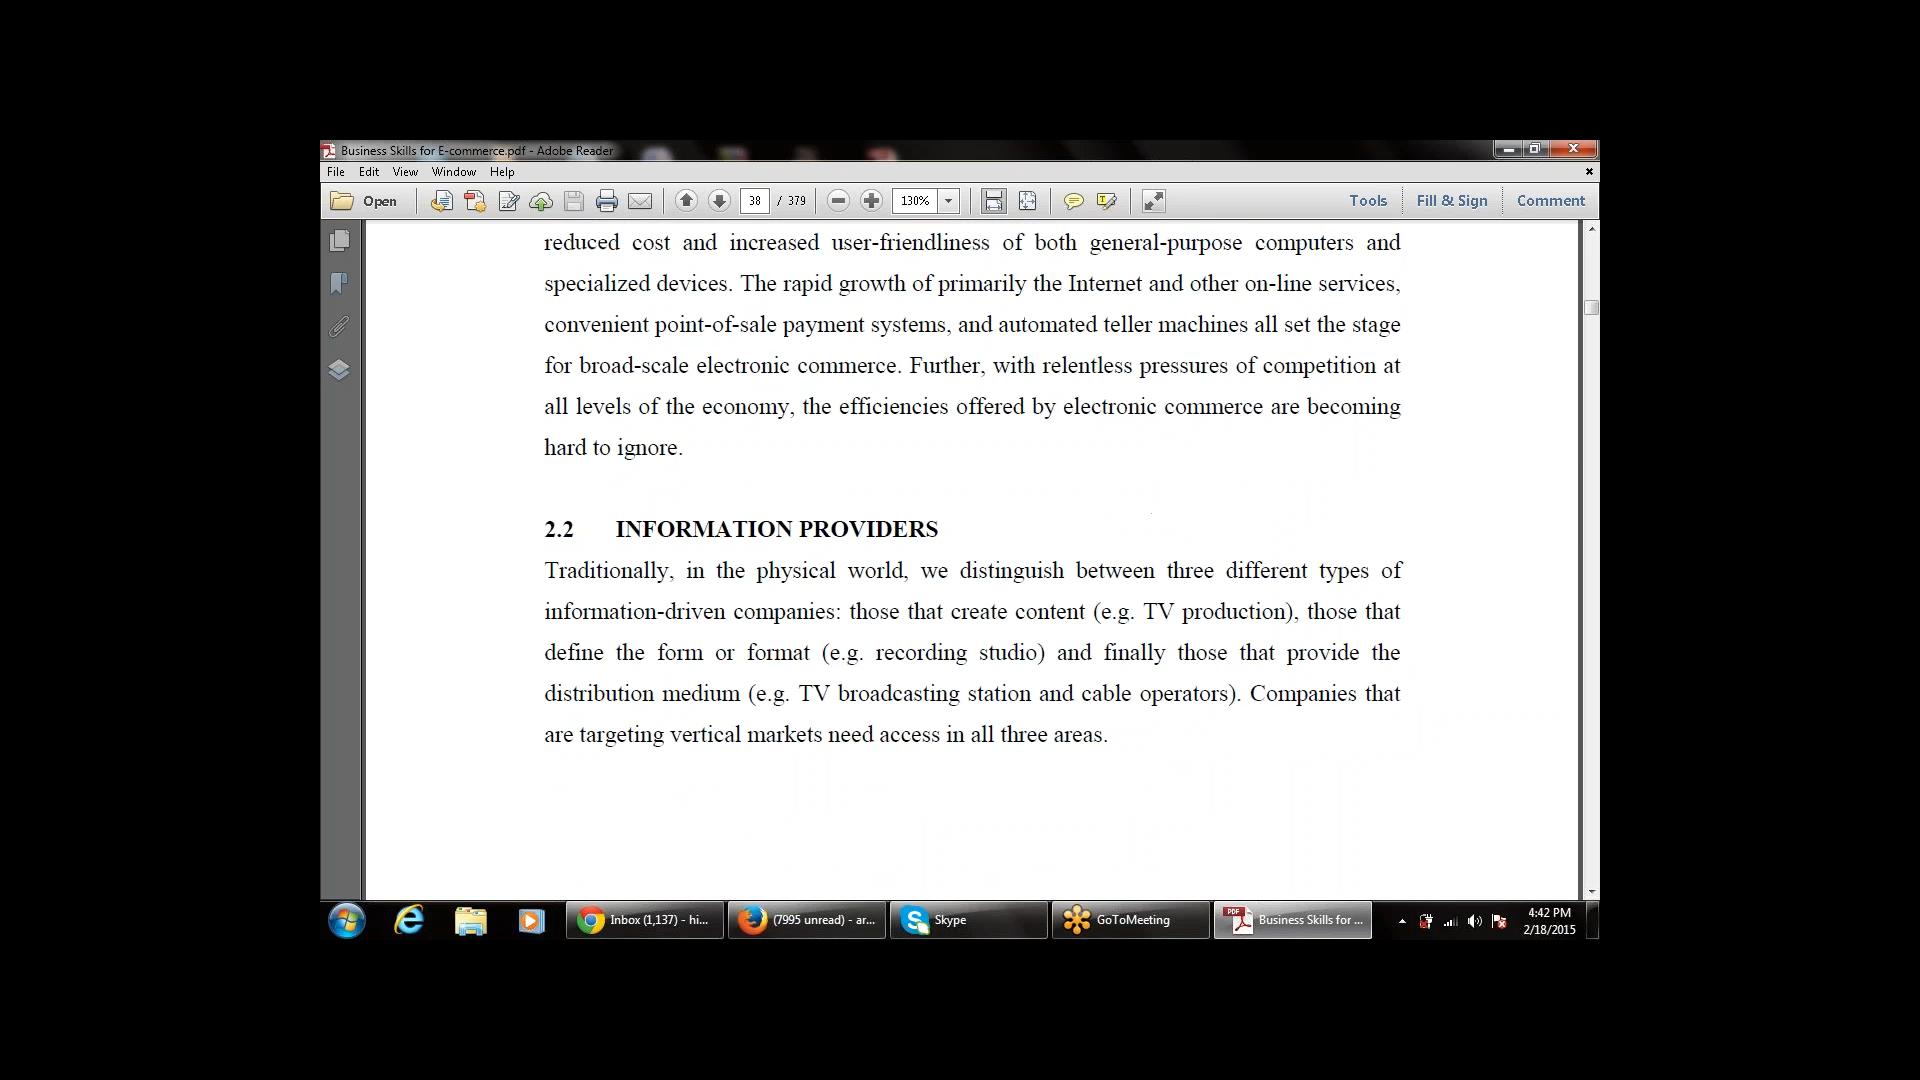 Business Skills for E-commerce.pdf - Adobe Reader
File Edit View Window Help
Open 38 / 379 130% Tools Fill & Sign Comment
reduced cost and increased user-friendliness of both general-purpose computers and
specialized devices. The rapid growth of primarily the Internet and other on-line services,
convenient point-of-sale payment systems, and automated teller machines all set the stage
for broad-scale electronic commerce. Further, with relentless pressures of competition at
all levels of the economy, the efficiencies offered by electronic commerce are becoming
hard to ignore.
2.2 INFORMATION PROVIDERS
Traditionally, in the physical world, we distinguish between three different types of
information-driven companies: those that create content (e.g. TV production), those that
define the form or format (e.g. recording studio) and finally those that provide the
distribution medium (e.g. TV broadcasting station and cable operators). Companies that
are targeting vertical markets need access in all three areas.
Inbox (1,137) - hi... (7995 unread) - ar... Skype GoToMeeting PDF Business Skills for ... 4:42 PM
2/18/2015